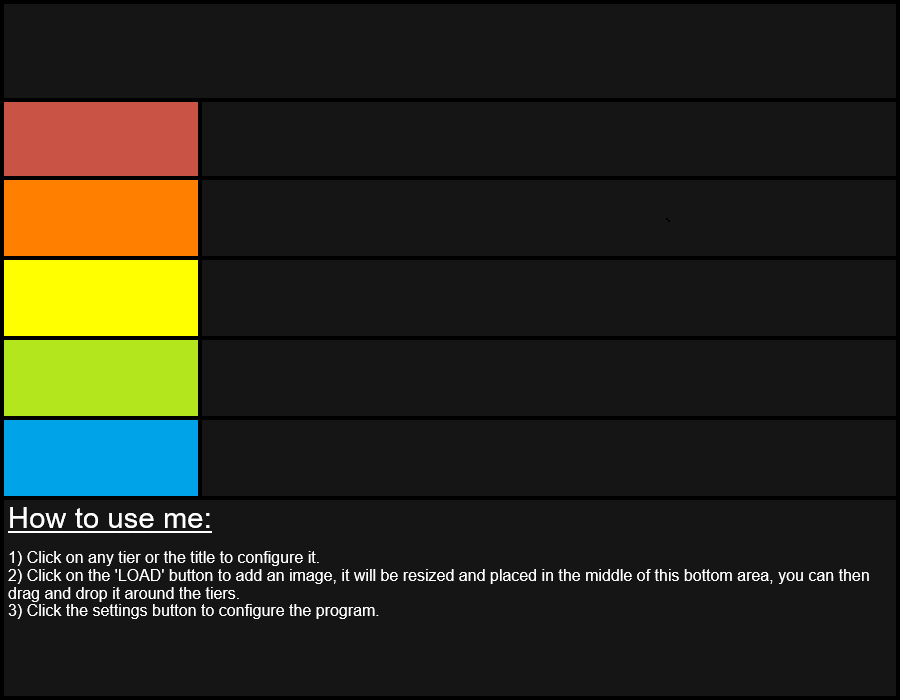 How to use me:
1) Click on any tier or the title to configure it.
2) Click on the 'LOAD' button to add an image, it will be resized and placed in the middle of this bottom area, you can then
drag and drop it around the tiers.
3) Click the settings button to configure the program.